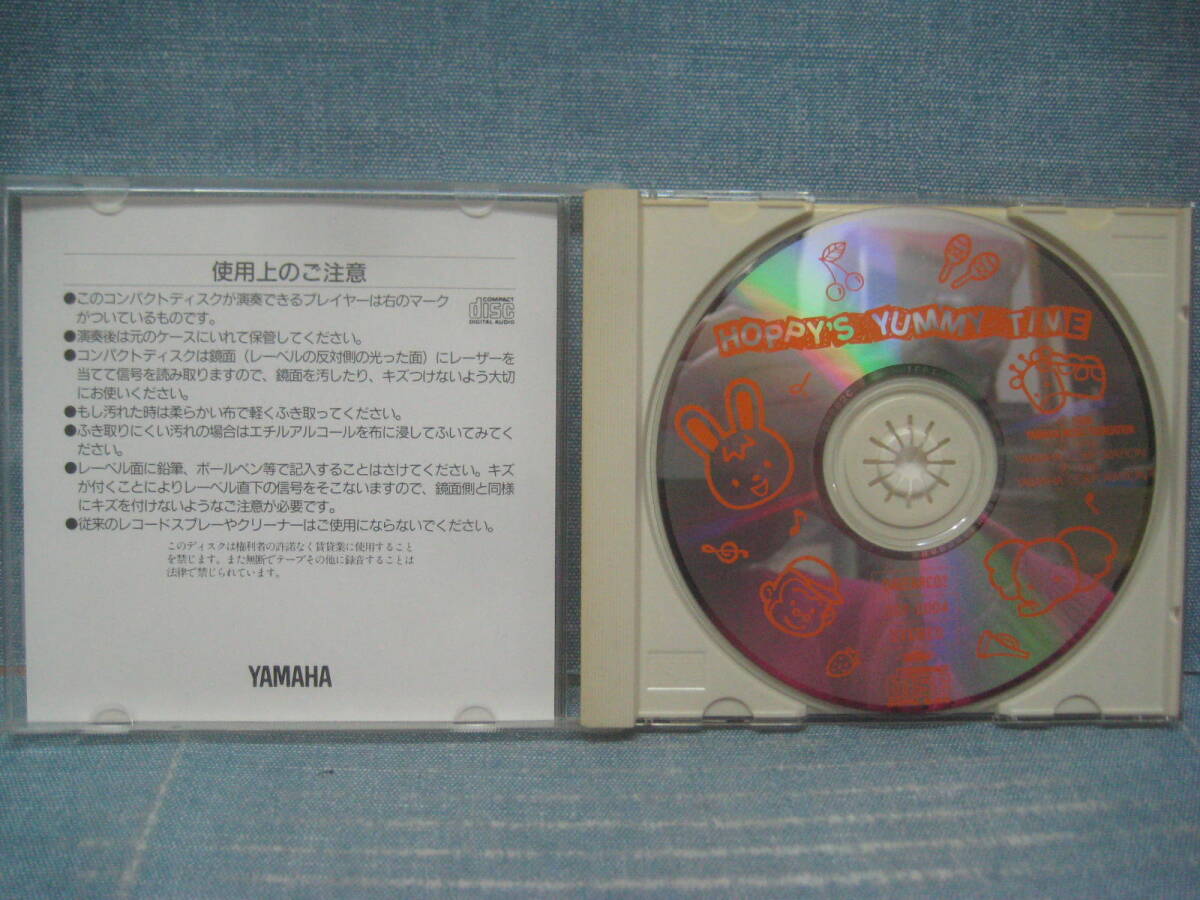 使用上のご注意
●このコンパクトディスクが演奏できるプレイヤーは右のマーク
がついているものです。
COMPACT
disc
DIGITAL AUDIO
●演奏後は元のケースにいれて保管してください。
●コンパクトディスクは鏡面（レーベルの反対側の光った面）にレーザーを
当てて信号を読み取りますので、鏡面を汚したり、キズつけないよう大切
にお使いください。
●もし汚れた時は柔らかい布で軽くふき取ってください。
●ふき取りにくい汚れの場合はエチルアルコールを布に浸してふいてみてく
ださい。
●レーベル面に鉛筆、ボールペン等で記入することはさけてください。キズ
が付くことによりレーベル直下の信号をそこないますので、鏡面側と同様
にキズを付けないようなご注意が必要です。
●従来のレコードスプレーやクリーナーはご使用にならないでください。
このディスクは権利者の許諾なく賃貸業に使用すること
を禁じます。また無断でテープその他に録音することは
法律で禁じられています。
YAMAHA
HOPPY'S YUMMY TIME